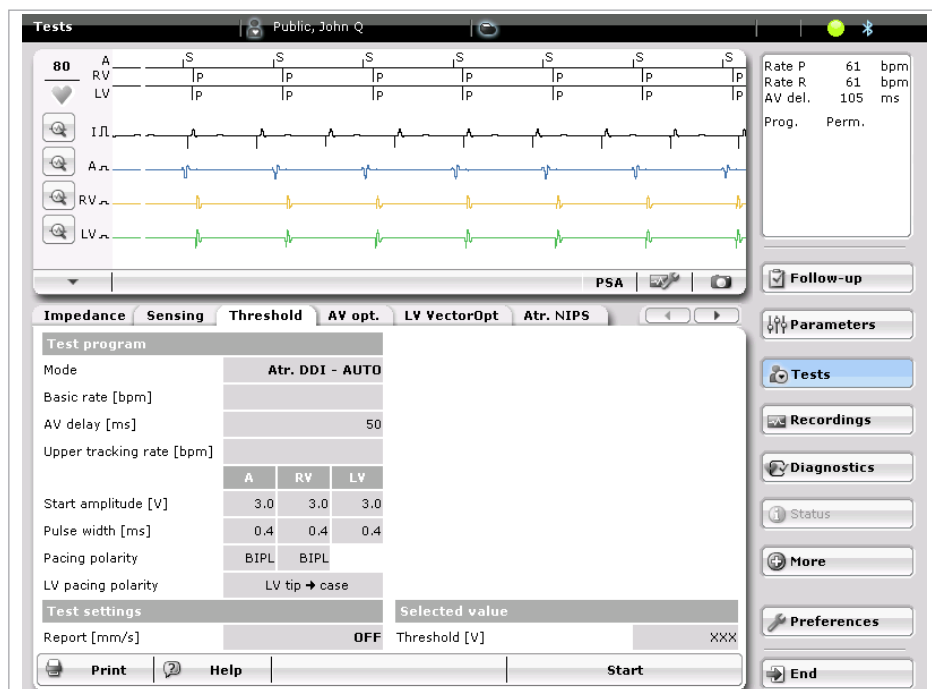 Tests Public, John Q
80 A S S S S S S S
RV P P P P P P P
LV P P P P P P P
I
A
RV
LV
PSA
Rate P 61 bpm
Rate R 61 bpm
AV del. 105 ms
Prog. Perm.
Impedance Sensing Threshold AV opt. LV VectorOpt Atr. NIPS
Test program
Mode Atr. DDI - AUTO
Basic rate [bpm]
AV delay [ms] 50
Upper tracking rate [bpm]
A RV LV
Start amplitude [V] 3.0 3.0 3.0
Pulse width [ms] 0.4 0.4 0.4
Pacing polarity BIPL BIPL
LV pacing polarity LV tip ➔ case
Test settings Selected value
Report [mm/s] OFF Threshold [V] XXX
Print Help Start
Follow-up
Parameters
Tests
Recordings
Diagnostics
Status
More
Preferences
End